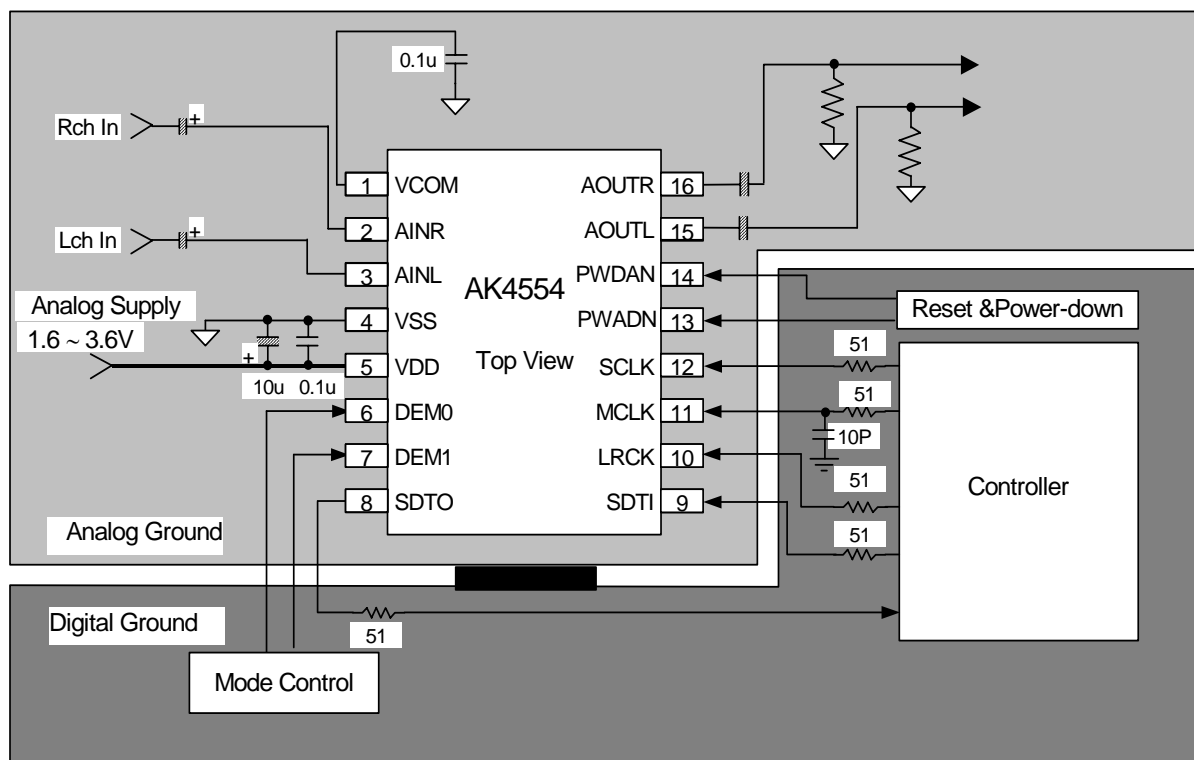 0.1u
+
Rch In
+
Lch In
Analog Supply
1.6 ~ 3.6V
+
10u
0.1u
1 VCOM
2 AINR
3 AINL
4 VSS
5 VDD
6 DEM0
7 DEM1
8 SDTO
AK4554
Top View
AOUTR 16
AOUTL 15
PWDAN 14
PWADN 13
SCLK 12
MCLK 11
LRCK 10
SDTI 9
Reset &Power-down
51
51
10P
51
51
Controller
Analog Ground
Digital Ground
51
Mode Control